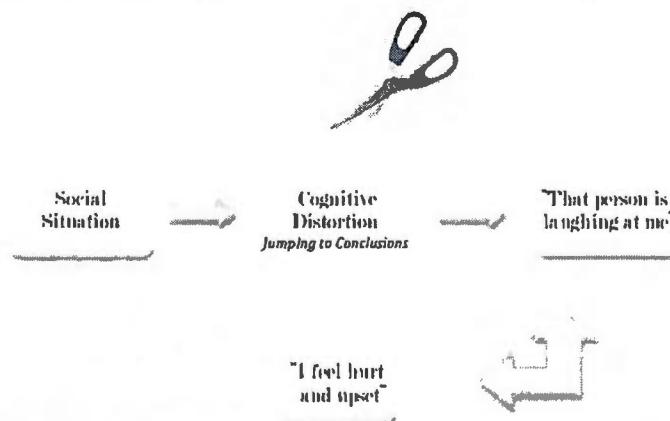 Social
Situation
Cognitive
Distortion
Jumping to Conclusions
"That person is
laughing at me"
"I feel hurt
and upset"